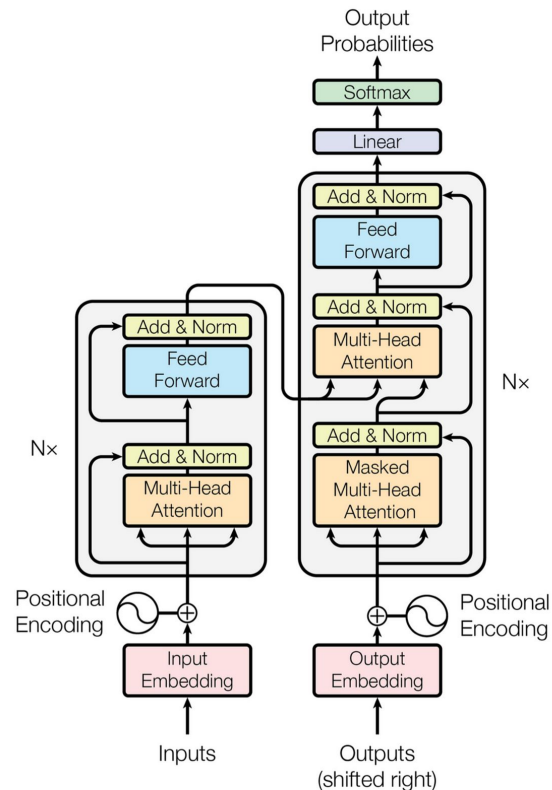 Output
Probabilities
Softmax
Linear
Add & Norm
Feed
Forward
Add & Norm
Multi-Head
Attention
Add & Norm
Masked
Multi-Head
Attention
N×
Add & Norm
Feed
Forward
Add & Norm
Multi-Head
Attention
N×
Positional
Encoding
Input
Embedding
Inputs
Positional
Encoding
Output
Embedding
Outputs
(shifted right)